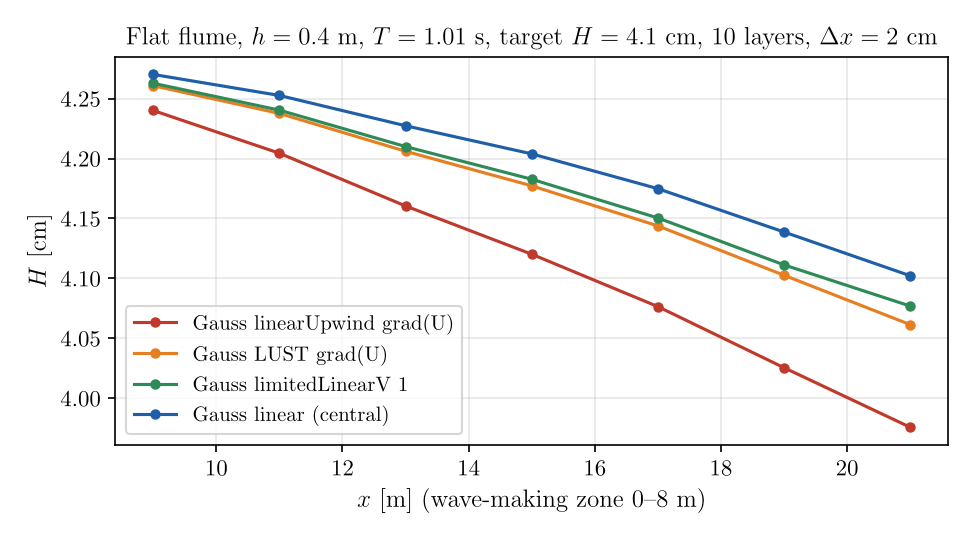 Flat flume, h = 0.4 m, T = 1.01 s, target H = 4.1 cm, 10 layers, Δx = 2 cm
4.25
4.20
4.15
4.10
4.05
4.00
H [cm]
Gauss linearUpwind grad(U)
Gauss LUST grad(U)
Gauss limitedLinearV 1
Gauss linear (central)
10 12 14 16 18 20
x [m] (wave-making zone 0–8 m)